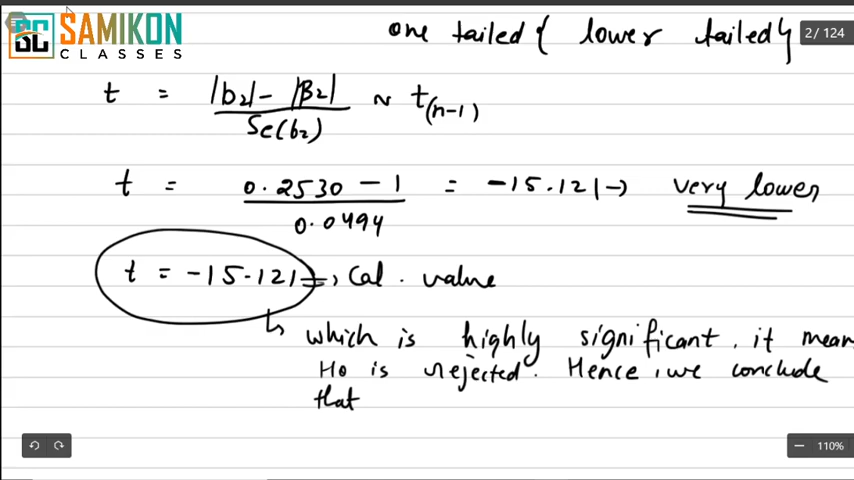 SC SAMIKON
CLASSES
one tailed { lower tailed }
2 / 124
t = |b2| - |β2| / Se(b2) ~ t(n-1)
t = 0.2530 - 1 / 0.0494 = -15.121 → very lower
t = -15.121 → Cal. value
↳ which is highly significant, it mean
Ho is rejected. Hence, we conclude
that
110%